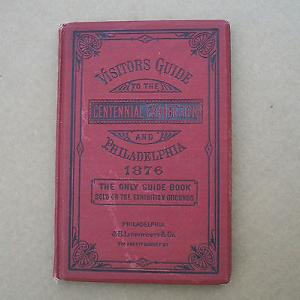 VISITORS GUIDE
TO THE
CENTENNIAL EXHIBITION
AND
PHILADELPHIA
1876
THE ONLY GUIDE BOOK
SOLD ON THE EXHIBITION GROUNDS
PHILADELPHIA
J.B. LIPPINCOTT & CO.